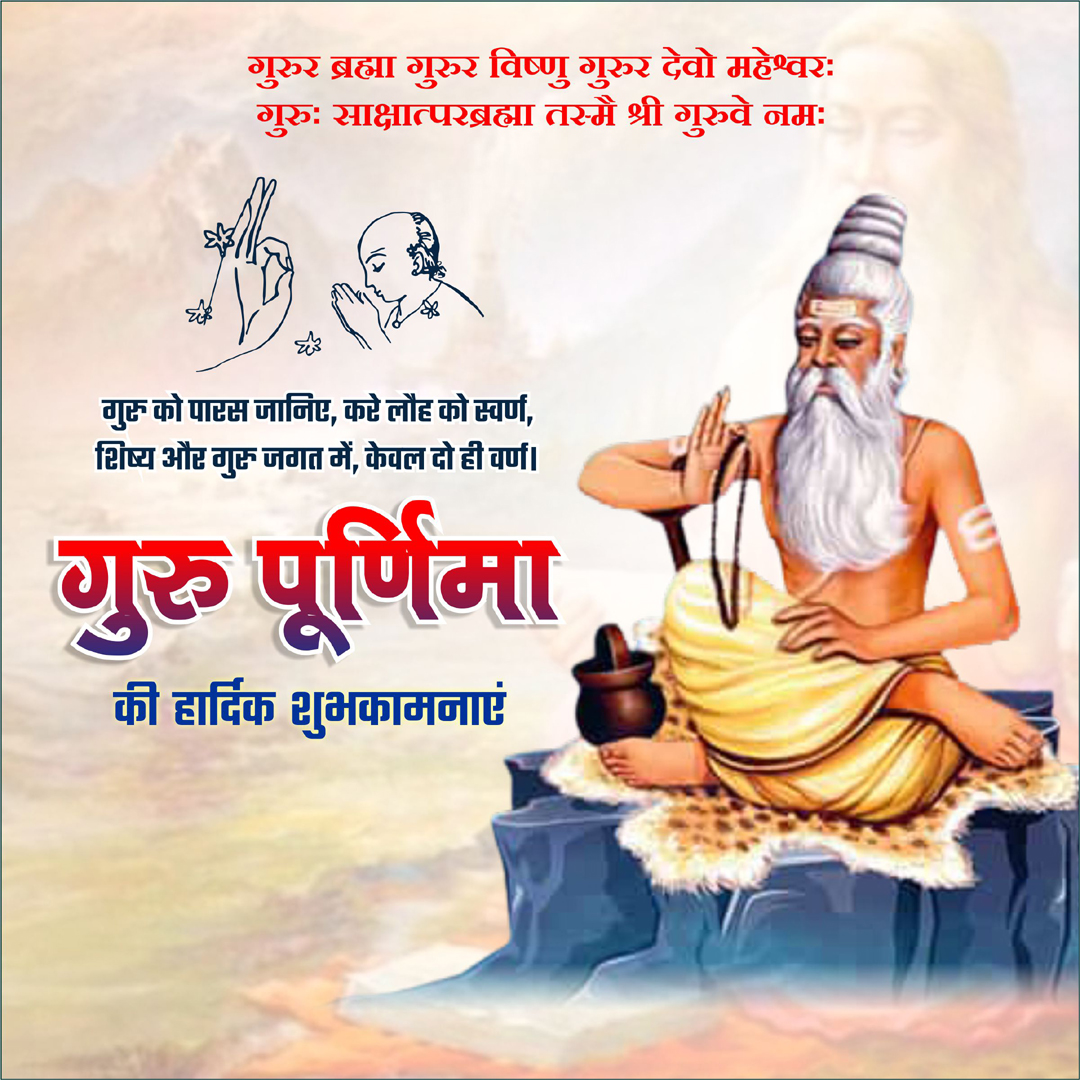 गुरुर ब्रह्मा गुरुर विष्णु गुरुर देवो महेश्वरः
गुरुः साक्षात्परब्रह्मा तस्मै श्री गुरुवे नमः
गुरु को पारस जानिए, करे लौह को स्वर्ण,
शिष्य और गुरु जगत में, केवल दो ही वर्ण।
गुरु पूर्णिमा
की हार्दिक शुभकामनाएं